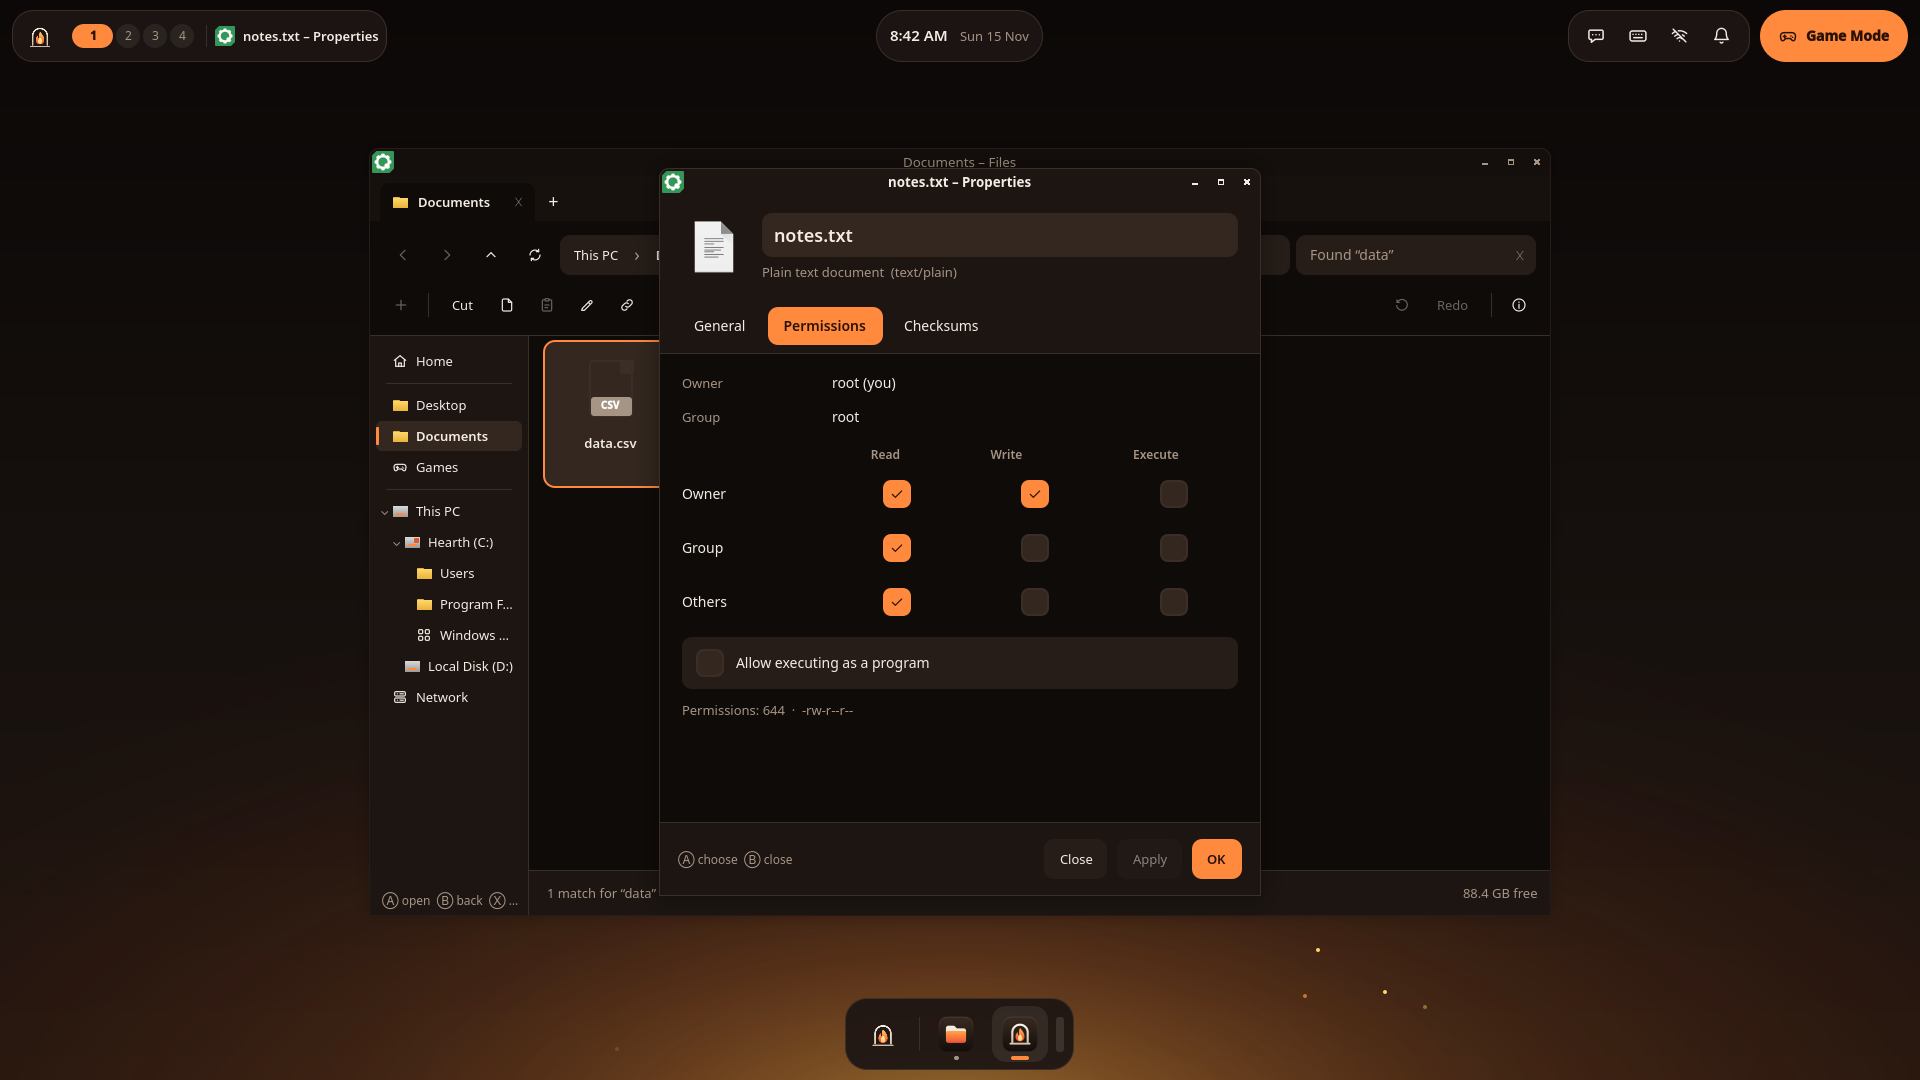 1 2 3 4 notes.txt – Properties
8:42 AM Sun 15 Nov
Game Mode
Documents – Files
Documents X +
This PC › D
Found “data” X
Cut
Redo
Home
Desktop
Documents
Games
This PC
Hearth (C:)
Users
Program F...
Windows ...
Local Disk (D:)
Network
A open B back X ...
CSV
data.csv
1 match for “data”
88.4 GB free
notes.txt – Properties
notes.txt
Plain text document (text/plain)
General Permissions Checksums
Owner root (you)
Group root
Read Write Execute
Owner
Group
Others
Allow executing as a program
Permissions: 644 · -rw-r--r--
A choose B close
Close Apply OK